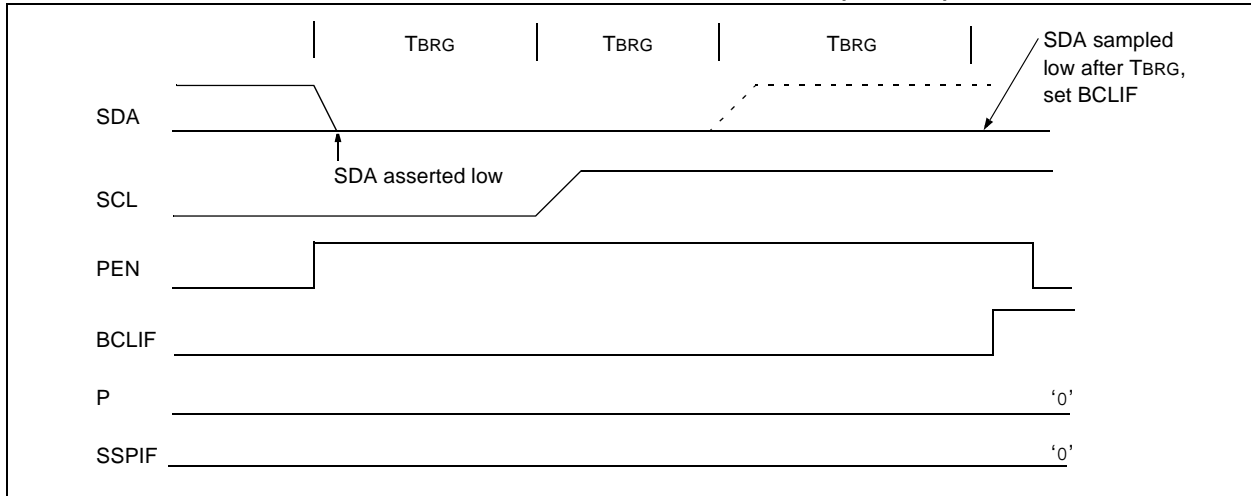 TBRG TBRG TBRG
SDA sampled
low after TBRG,
set BCLIF
SDA
SDA asserted low
SCL
PEN
BCLIF
P
‘0’
SSPIF
‘0’